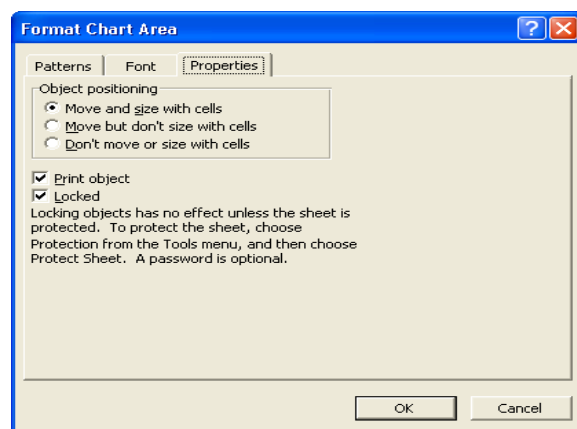 Format Chart Area
?
Patterns Font Properties
Object positioning
Move and size with cells
Move but don't size with cells
Don't move or size with cells
Print object
Locked
Locking objects has no effect unless the sheet is
protected. To protect the sheet, choose
Protection from the Tools menu, and then choose
Protect Sheet. A password is optional.
OK Cancel